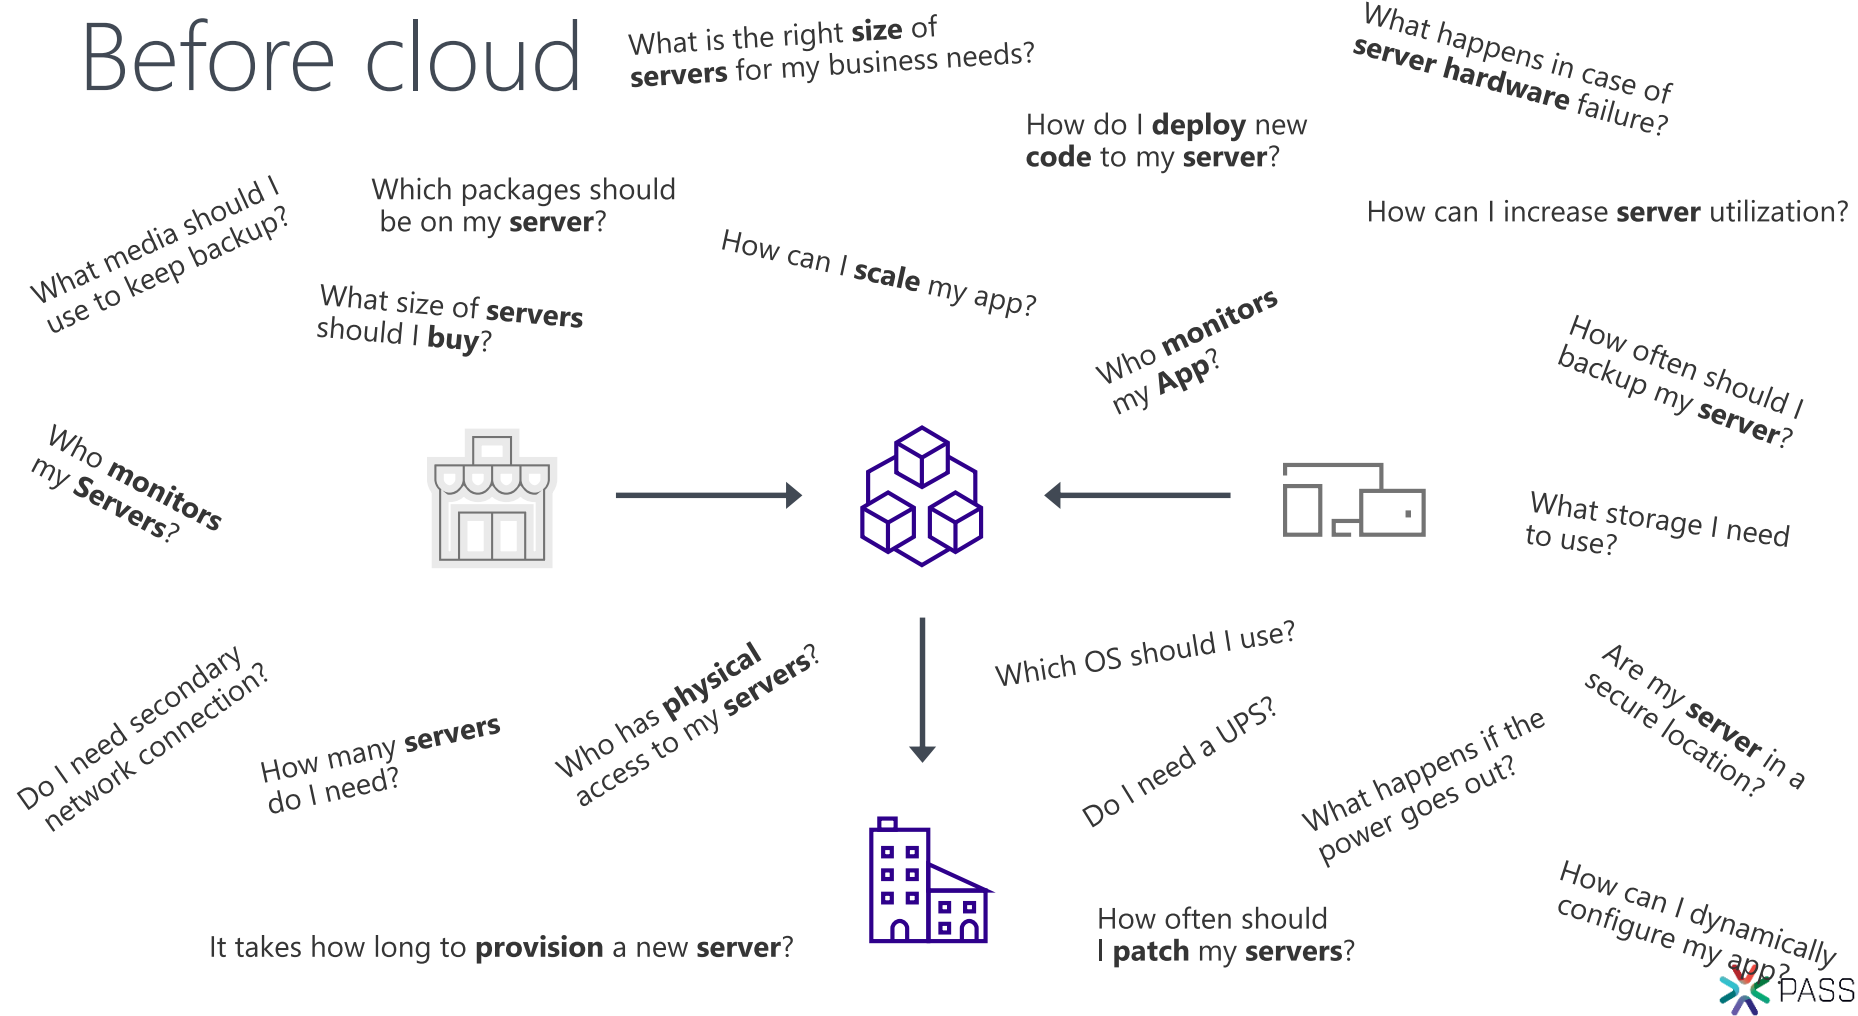 Before cloud
What is the right size of
servers for my business needs?
What happens in case of
server hardware failure?
How do I deploy new
code to my server?
What media should I
use to keep backup?
Which packages should
be on my server?
How can I increase server utilization?
How can I scale my app?
What size of servers
should I buy?
Who monitors
my App?
How often should I
backup my server?
Who monitors
my Servers?
What storage I need
to use?
Which OS should I use?
Do I need secondary
network connection?
How many servers
do I need?
Who has physical
access to my servers?
Do I need a UPS?
What happens if the
power goes out?
Are my server in a
secure location?
It takes how long to provision a new server?
How often should
I patch my servers?
How can I dynamically
configure my app?
PASS